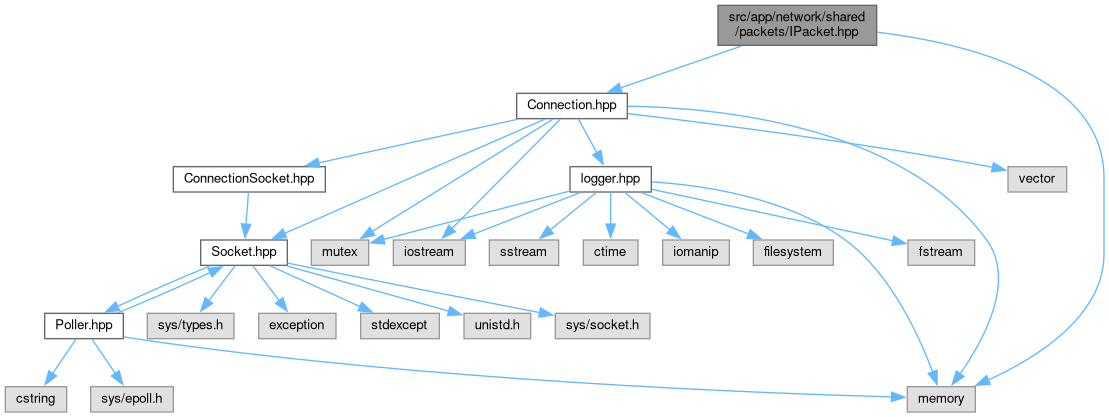 src/app/network/shared
/packets/IPacket.hpp
Connection.hpp
ConnectionSocket.hpp
logger.hpp
vector
Socket.hpp
mutex
iostream
sstream
ctime
iomanip
filesystem
fstream
Poller.hpp
sys/types.h
exception
stdexcept
unistd.h
sys/socket.h
cstring
sys/epoll.h
memory